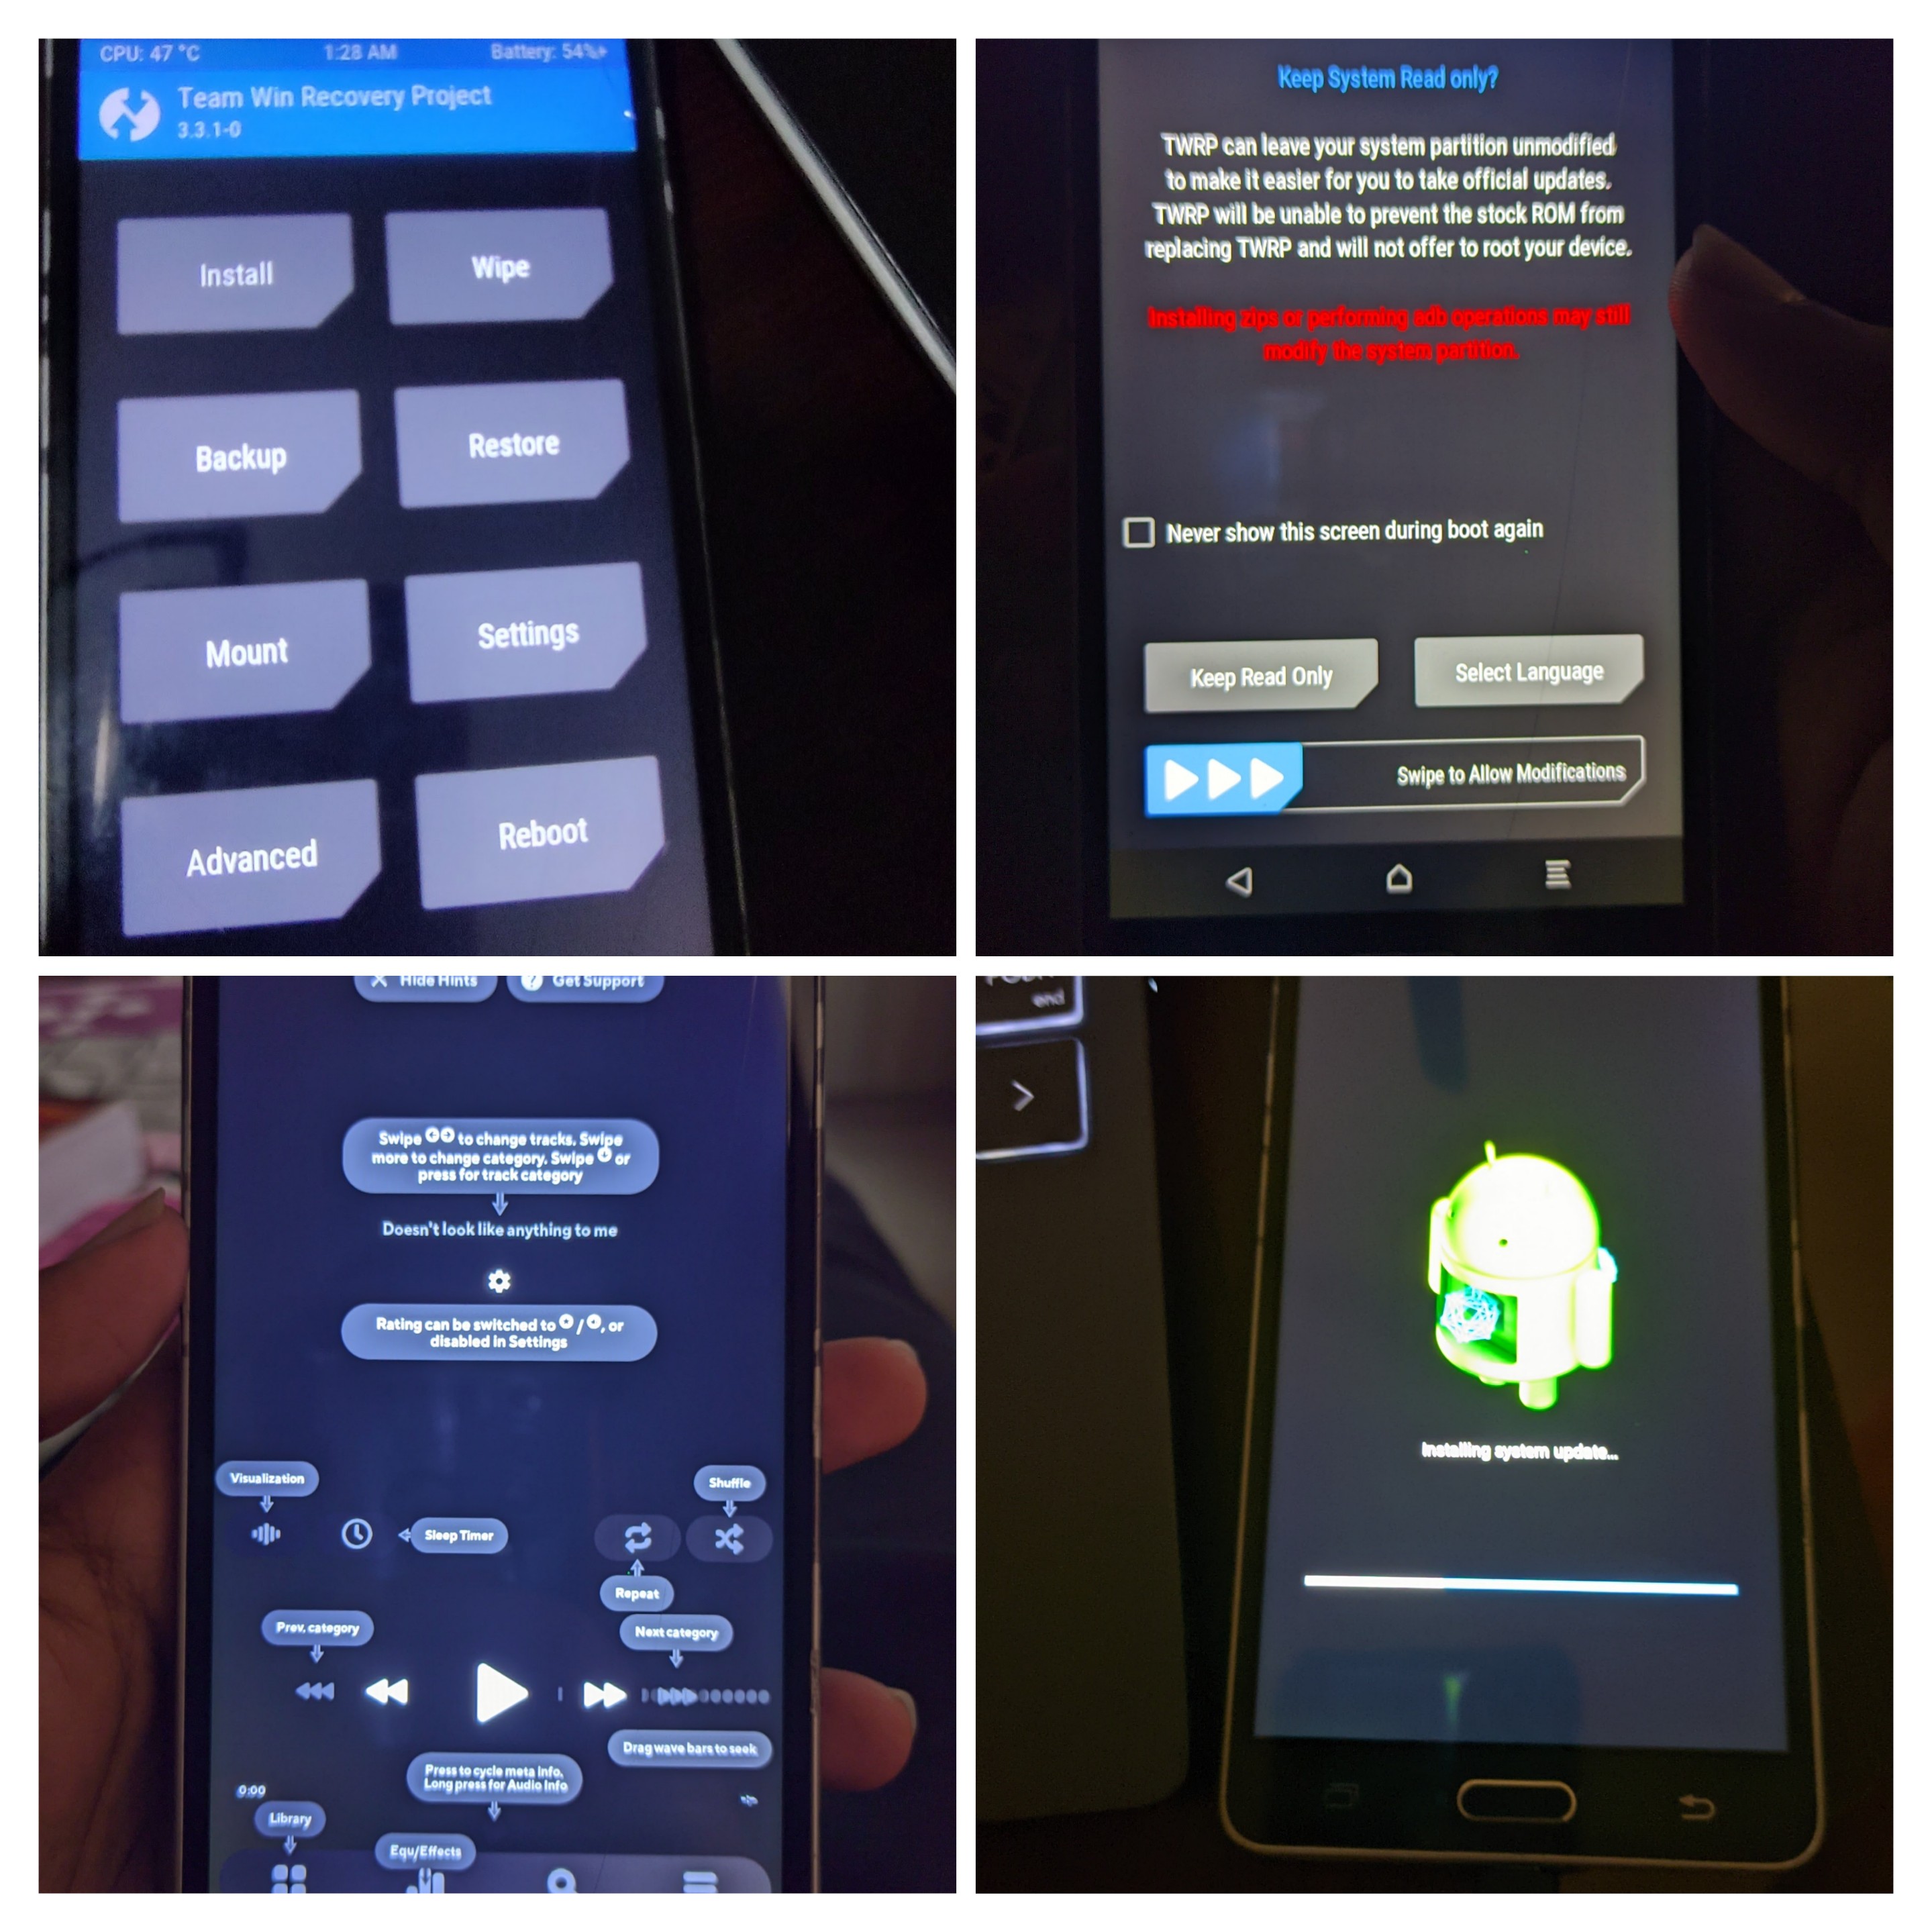 CPU: 47 °C
1:28 AM
Battery: 54%+
Team Win Recovery Project
3.3.1-0
Install
Wipe
Backup
Restore
Mount
Settings
Advanced
Reboot
Keep System Read only?
TWRP can leave your system partition unmodified
to make it easier for you to take official updates.
TWRP will be unable to prevent the stock ROM from
replacing TWRP and will not offer to root your device.
Installing zips or performing adb operations may still
modify the system partition.
Never show this screen during boot again
Keep Read Only
Select Language
Swipe to Allow Modifications
Hide Hints
Get Support
Swipe to change tracks. Swipe
more to change category. Swipe or
press for track category
Doesn't look like anything to me
Rating can be switched to / , or
disabled in Settings
Visualization
Shuffle
Sleep Timer
Repeat
Prev. category
Next category
Drag wave bars to seek
Press to cycle meta info.
Long press for Audio Info
0:00
Library
Equ/Effects
end
Installing system update...